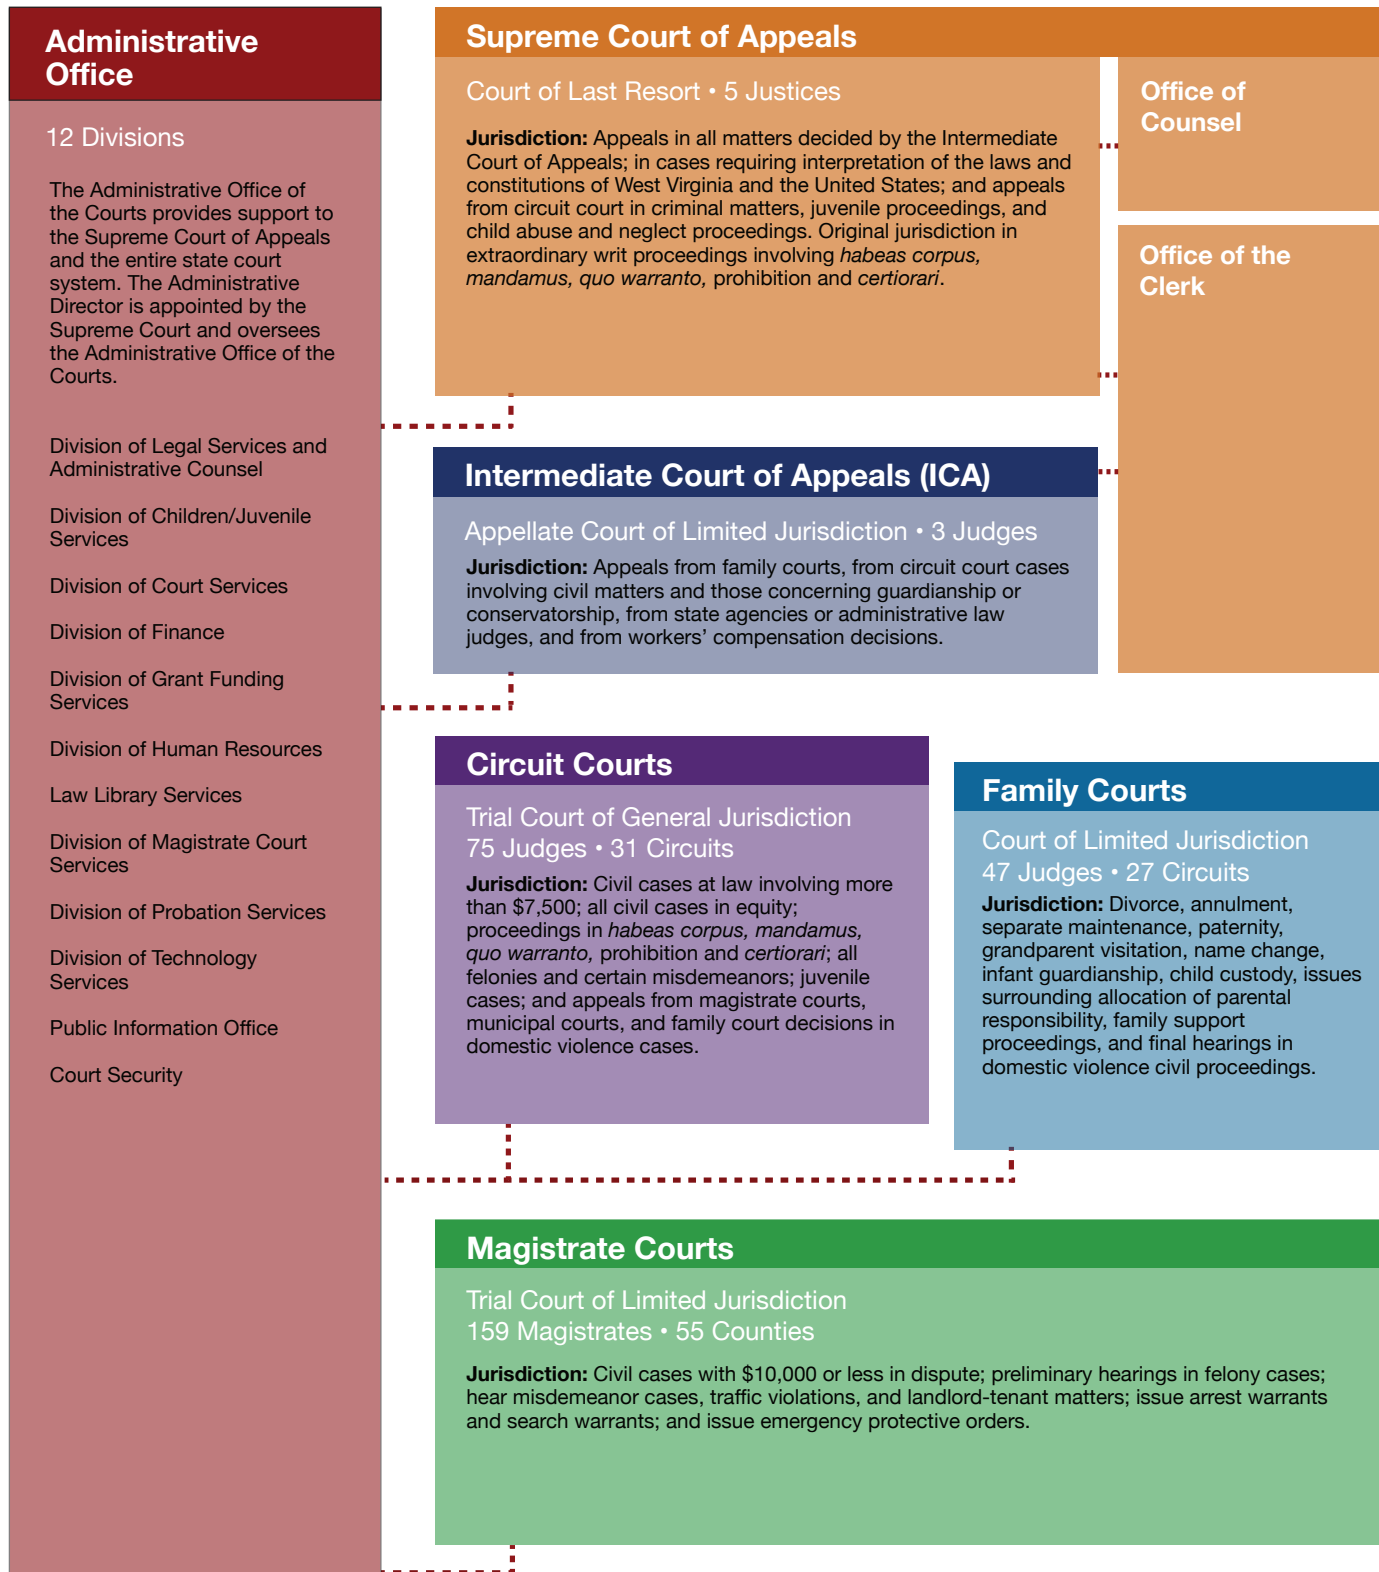 Administrative
Office
12 Divisions
The Administrative Office of
the Courts provides support to
the Supreme Court of Appeals
and the entire state court
system. The Administrative
Director is appointed by the
Supreme Court and oversees
the Administrative Office of the
Courts.
Division of Legal Services and
Administrative Counsel
Division of Children/Juvenile
Services
Division of Court Services
Division of Finance
Division of Grant Funding
Services
Division of Human Resources
Law Library Services
Division of Magistrate Court
Services
Division of Probation Services
Division of Technology
Services
Public Information Office
Court Security
Supreme Court of Appeals
Court of Last Resort • 5 Justices
Jurisdiction: Appeals in all matters decided by the Intermediate
Court of Appeals; in cases requiring interpretation of the laws and
constitutions of West Virginia and the United States; and appeals
from circuit court in criminal matters, juvenile proceedings, and
child abuse and neglect proceedings. Original jurisdiction in
extraordinary writ proceedings involving habeas corpus,
mandamus, quo warranto, prohibition and certiorari.
Office of
Counsel
Office of the
Clerk
Intermediate Court of Appeals (ICA)
Appellate Court of Limited Jurisdiction • 3 Judges
Jurisdiction: Appeals from family courts, from circuit court cases
involving civil matters and those concerning guardianship or
conservatorship, from state agencies or administrative law
judges, and from workers’ compensation decisions.
Circuit Courts
Trial Court of General Jurisdiction
75 Judges • 31 Circuits
Jurisdiction: Civil cases at law involving more
than $7,500; all civil cases in equity;
proceedings in habeas corpus, mandamus,
quo warranto, prohibition and certiorari; all
felonies and certain misdemeanors; juvenile
cases; and appeals from magistrate courts,
municipal courts, and family court decisions in
domestic violence cases.
Family Courts
Court of Limited Jurisdiction
47 Judges • 27 Circuits
Jurisdiction: Divorce, annulment,
separate maintenance, paternity,
grandparent visitation, name change,
infant guardianship, child custody, issues
surrounding allocation of parental
responsibility, family support
proceedings, and final hearings in
domestic violence civil proceedings.
Magistrate Courts
Trial Court of Limited Jurisdiction
159 Magistrates • 55 Counties
Jurisdiction: Civil cases with $10,000 or less in dispute; preliminary hearings in felony cases;
hear misdemeanor cases, traffic violations, and landlord-tenant matters; issue arrest warrants
and search warrants; and issue emergency protective orders.